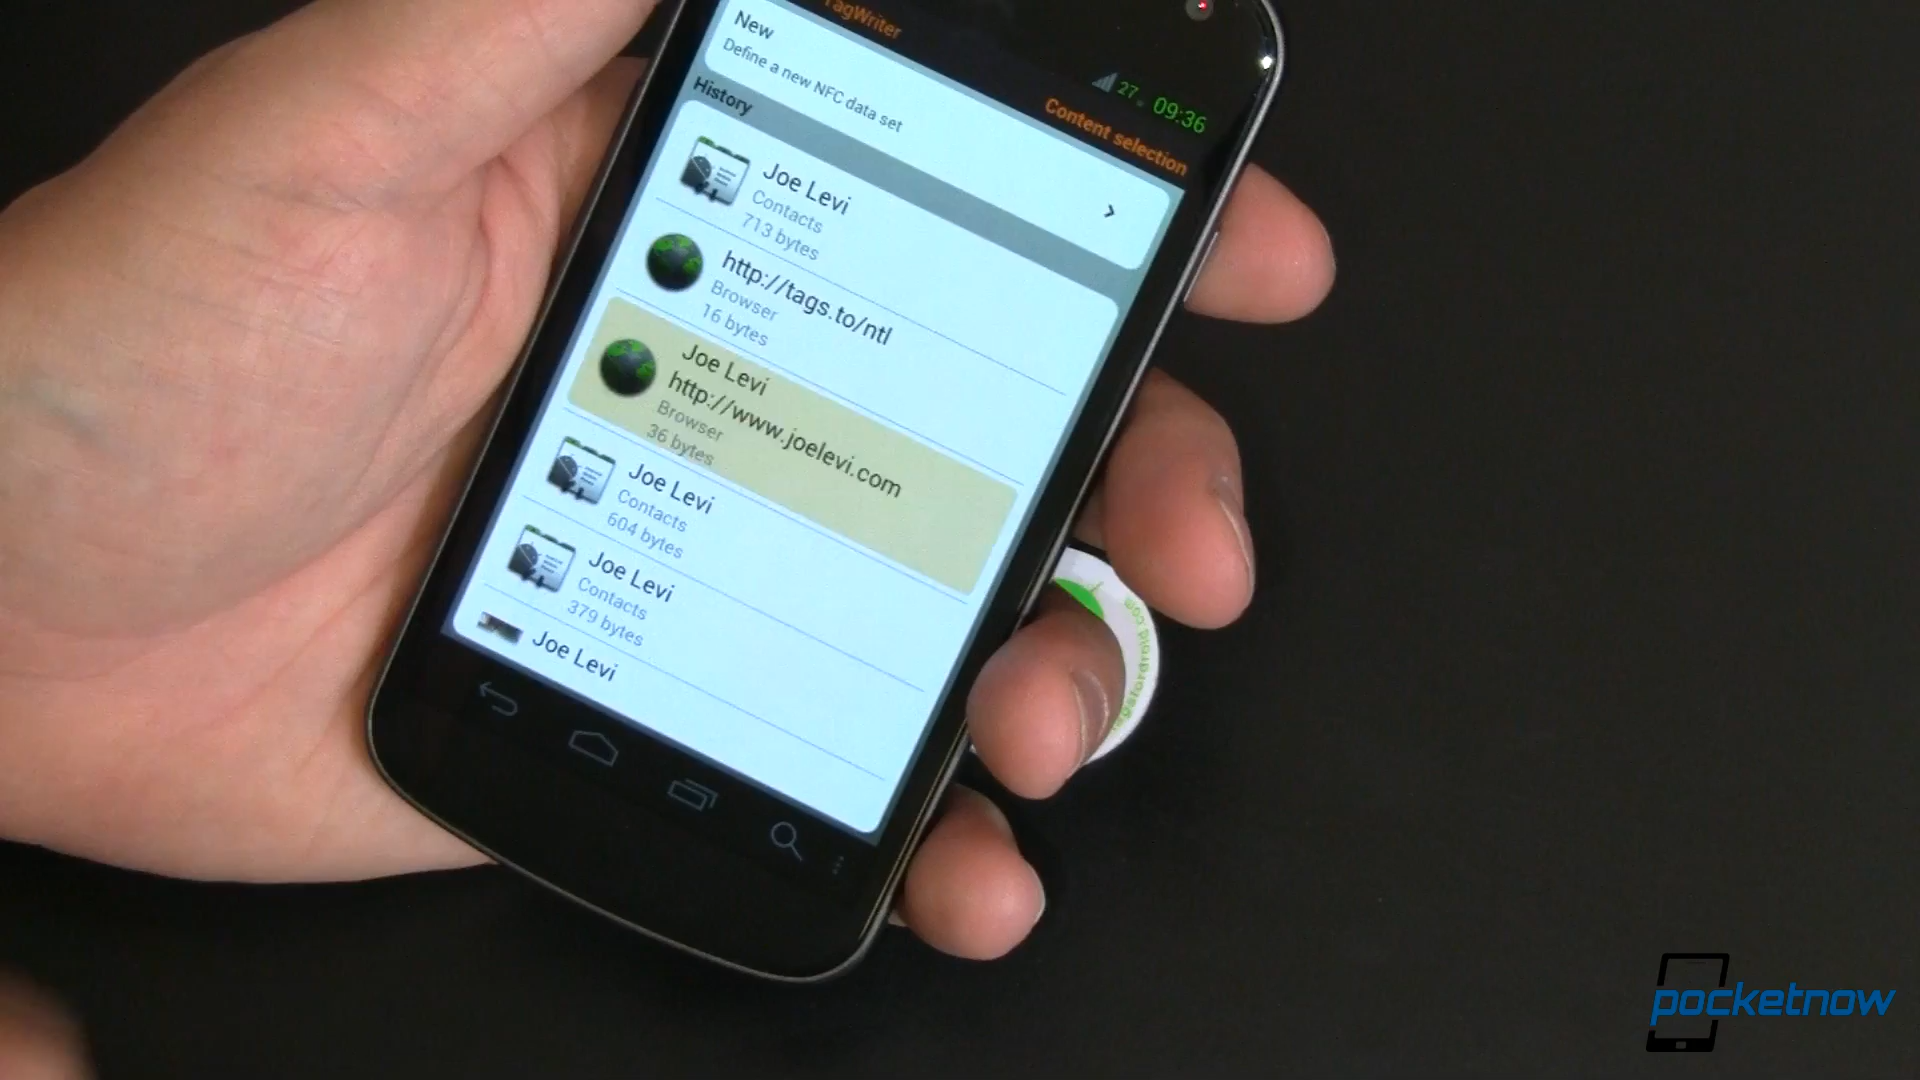 TagWriter
Content selection
27
09:36
New
Define a new NFC data set
History
Joe Levi
Contacts
713 bytes
http://tags.to/ntl
Browser
16 bytes
Joe Levi
http://www.joelevi.com
Browser
36 bytes
Joe Levi
Contacts
604 bytes
Joe Levi
Contacts
379 bytes
Joe Levi
pocketnow